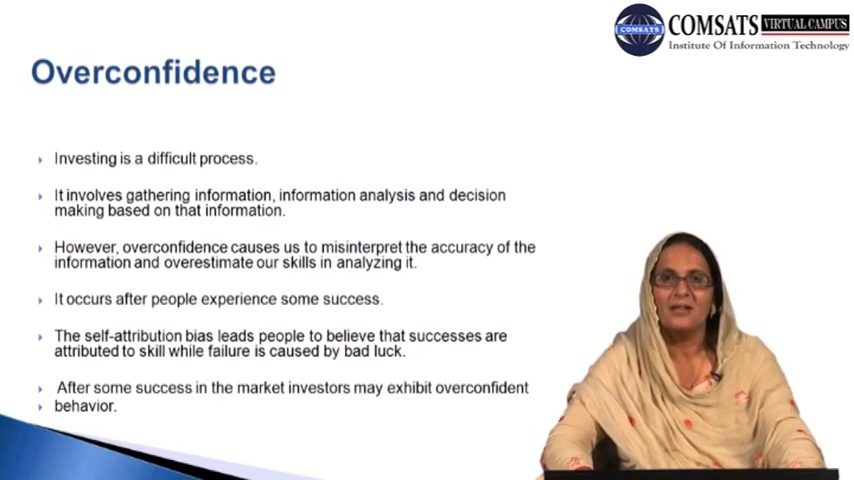 COMSATS
COMSATS VIRTUAL CAMPUS
Institute Of Information Technology
Overconfidence
Investing is a difficult process.
It involves gathering information, information analysis and decision
making based on that information.
However, overconfidence causes us to misinterpret the accuracy of the
information and overestimate our skills in analyzing it.
It occurs after people experience some success.
The self-attribution bias leads people to believe that successes are
attributed to skill while failure is caused by bad luck.
After some success in the market investors may exhibit overconfident
behavior.